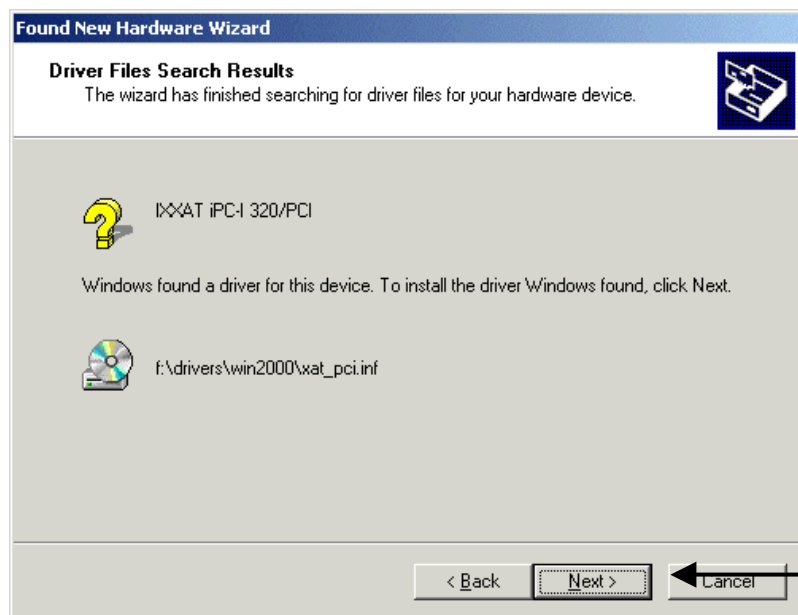 Found New Hardware Wizard
Driver Files Search Results
The wizard has finished searching for driver files for your hardware device.
IXXAT iPC-I 320/PCI
Windows found a driver for this device. To install the driver Windows found, click Next.
f:\drivers\win2000\xat_pci.inf
< Back Next > Cancel